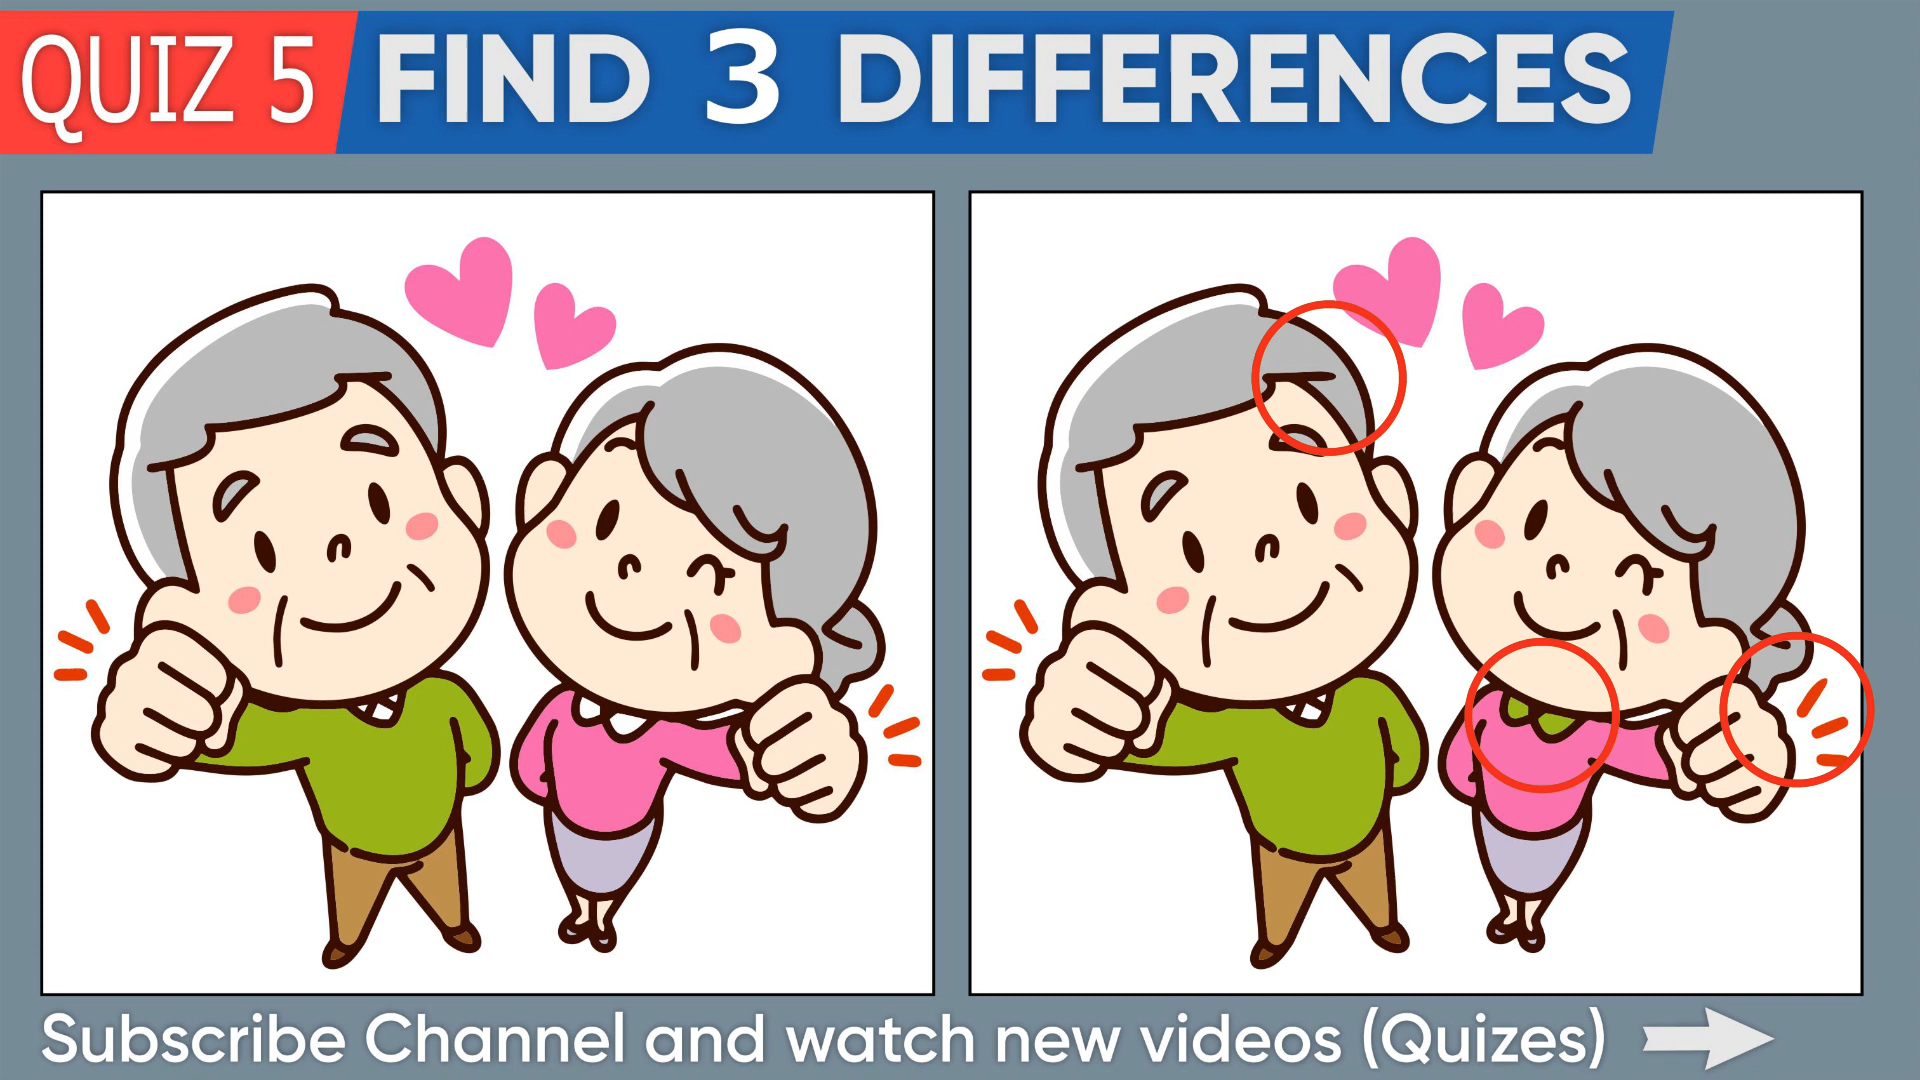 QUIZ 5 FIND 3 DIFFERENCES
Subscribe Channel and watch new videos (Quizes)